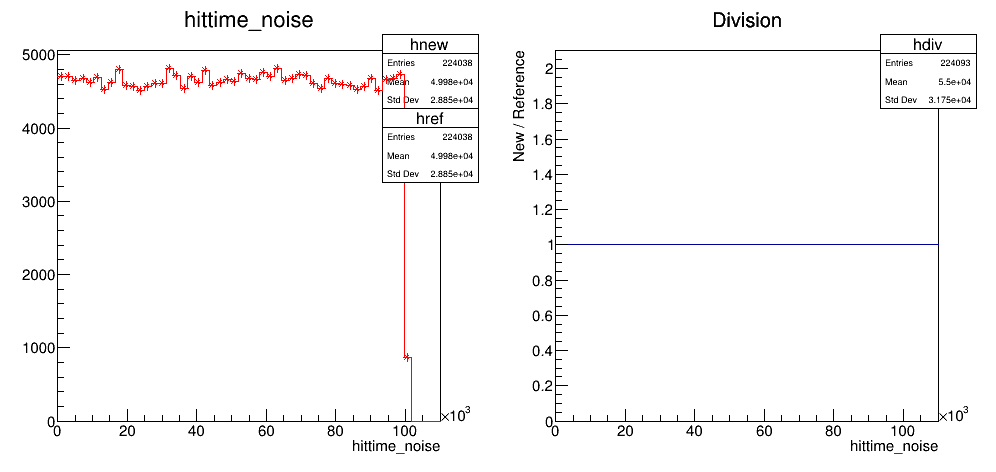 hittime_noise
hnew
Entries 224038
Mean 4.998e+04
Std Dev 2.885e+04
href
Entries 224038
Mean 4.998e+04
Std Dev 2.885e+04
5000
4000
3000
2000
1000
0
0 20 40 60 80 100
×10³
hittime_noise
Division
hdiv
Entries 224093
Mean 5.5e+04
Std Dev 3.175e+04
New / Reference
2
1.8
1.6
1.4
1.2
1
0.8
0.6
0.4
0.2
0
0 20 40 60 80 100
×10³
hittime_noise